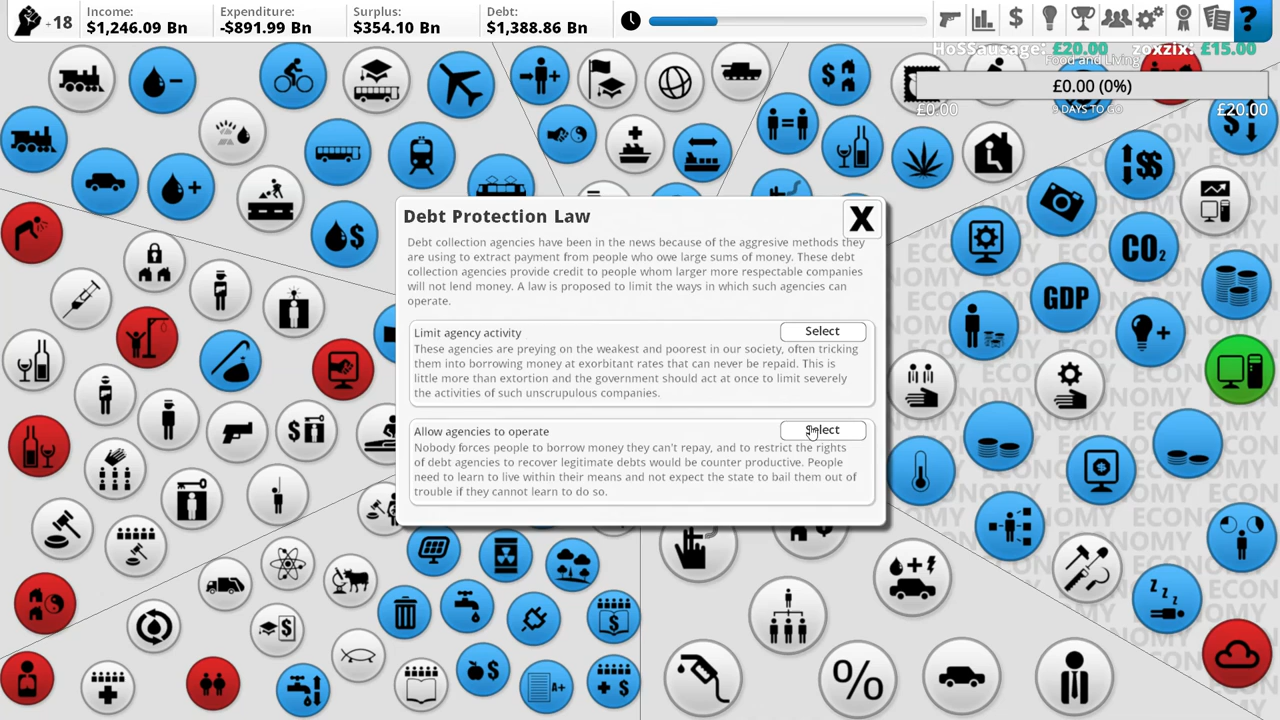 +18
Income:
$1,246.09 Bn
Expenditure:
-$891.99 Bn
Surplus:
$354.10 Bn
Debt:
$1,388.86 Bn
?
HoSSausage: £20.00 zoxzix: £15.00
Food and Living
£0.00 (0%)
£0.00
9 DAYS TO GO
£20.00
Debt Protection Law
X
Debt collection agencies have been in the news because of the aggresive methods they
are using to extract payment from people who owe large sums of money. These debt
collection agencies provide credit to people whom larger more respectable companies
will not lend money. A law is proposed to limit the ways in which such agencies can
operate.
Limit agency activity
Select
These agencies are preying on the weakest and poorest in our society, often tricking
them into borrowing money at exorbitant rates that can never be repaid. This is
little more than extortion and the government should act at once to limit severely
the activities of such unscrupulous companies.
Allow agencies to operate
Select
Nobody forces people to borrow money they can't repay, and to restrict the rights
of debt agencies to recover legitimate debts would be counter productive. People
need to learn to live within their means and not expect the state to bail them out of
trouble if they cannot learn to do so.
CO2
GDP
ECONOMY
A+
%